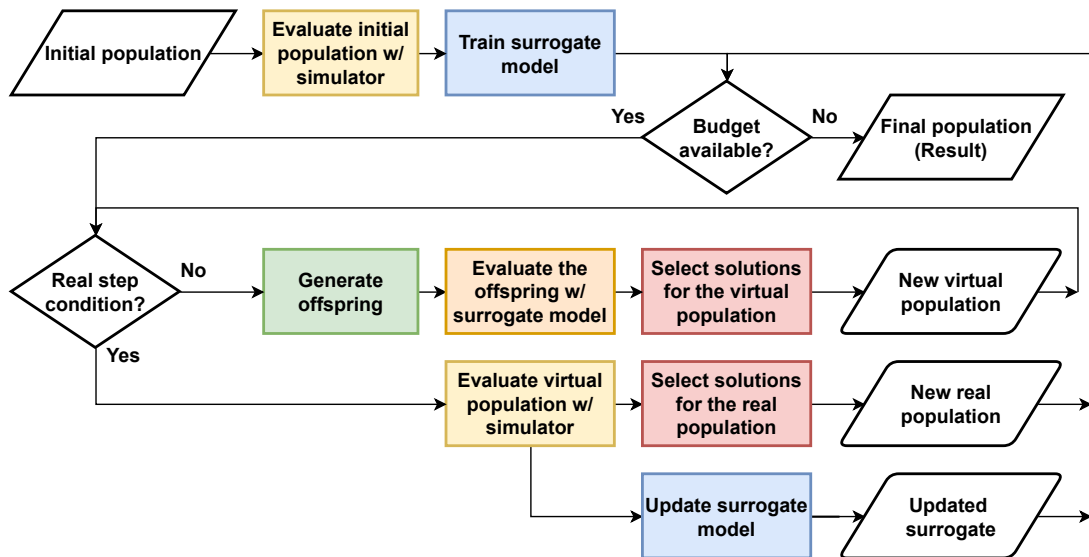 Initial population
Evaluate initial
population w/
simulator
Train surrogate
model
Yes
Budget
available?
No
Final population
(Result)
Real step
condition?
No
Yes
Generate
offspring
Evaluate the
offspring w/
surrogate model
Select solutions
for the virtual
population
New virtual
population
Evaluate virtual
population w/
simulator
Select solutions
for the real
population
New real
population
Update surrogate
model
Updated
surrogate